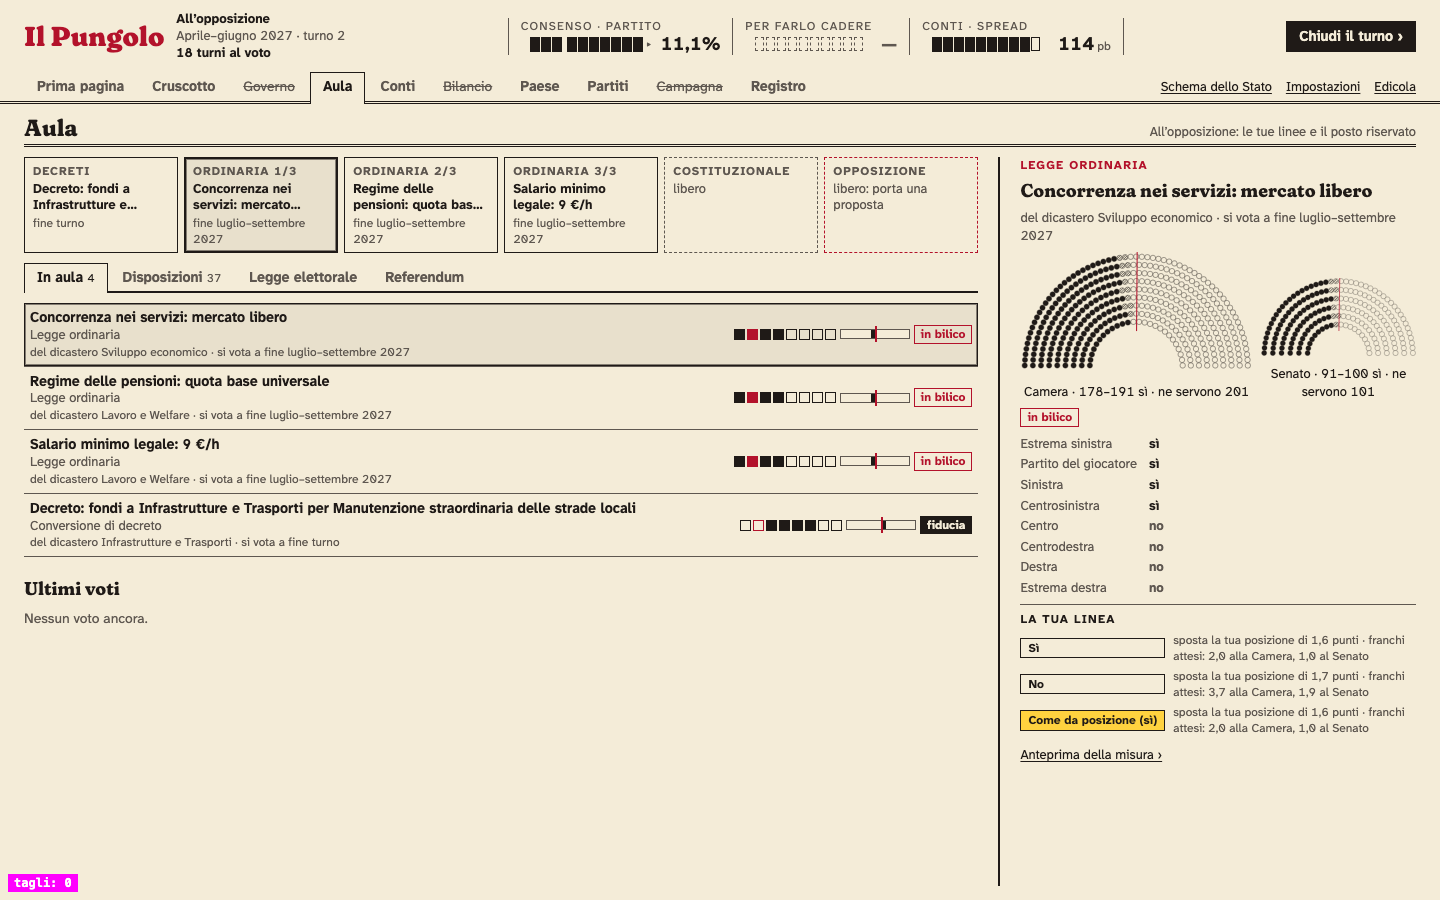 Il Pungolo
All'opposizione
Aprile–giugno 2027 · turno 2
18 turni al voto
CONSENSO · PARTITO
11,1%
PER FARLO CADERE
—
CONTI · SPREAD
114 pb
Chiudi il turno ›
Prima pagina
Cruscotto
Governo
Aula
Conti
Bilancio
Paese
Partiti
Campagna
Registro
Schema dello Stato
Impostazioni
Edicola
Aula
All'opposizione: le tue linee e il posto riservato
DECRETI
Decreto: fondi a
Infrastrutture e...
fine turno
ORDINARIA 1/3
Concorrenza nei
servizi: mercato...
fine luglio–settembre
2027
ORDINARIA 2/3
Regime delle
pensioni: quota bas...
fine luglio–settembre
2027
ORDINARIA 3/3
Salario minimo
legale: 9 €/h
fine luglio–settembre
2027
COSTITUZIONALE
libero
OPPOSIZIONE
libero: porta una
proposta
In aula 4
Disposizioni 37
Legge elettorale
Referendum
Concorrenza nei servizi: mercato libero
Legge ordinaria
del dicastero Sviluppo economico · si vota a fine luglio–settembre 2027
in bilico
Regime delle pensioni: quota base universale
Legge ordinaria
del dicastero Lavoro e Welfare · si vota a fine luglio–settembre 2027
in bilico
Salario minimo legale: 9 €/h
Legge ordinaria
del dicastero Lavoro e Welfare · si vota a fine luglio–settembre 2027
in bilico
Decreto: fondi a Infrastrutture e Trasporti per Manutenzione straordinaria delle strade locali
Conversione di decreto
del dicastero Infrastrutture e Trasporti · si vota a fine turno
fiducia
Ultimi voti
Nessun voto ancora.
LEGGE ORDINARIA
Concorrenza nei servizi: mercato libero
del dicastero Sviluppo economico · si vota a fine luglio–settembre
2027
Camera · 178–191 sì · ne servono 201
Senato · 91–100 sì · ne
servono 101
in bilico
Estrema sinistra sì
Partito del giocatore sì
Sinistra sì
Centrosinistra sì
Centro no
Centrodestra no
Destra no
Estrema destra no
LA TUA LINEA
Sì
sposta la tua posizione di 1,6 punti · franchi
attesi: 2,0 alla Camera, 1,0 al Senato
No
sposta la tua posizione di 1,7 punti · franchi
attesi: 3,7 alla Camera, 1,9 al Senato
Come da posizione (sì)
sposta la tua posizione di 1,6 punti · franchi
attesi: 2,0 alla Camera, 1,0 al Senato
Anteprima della misura ›
tagli: 0